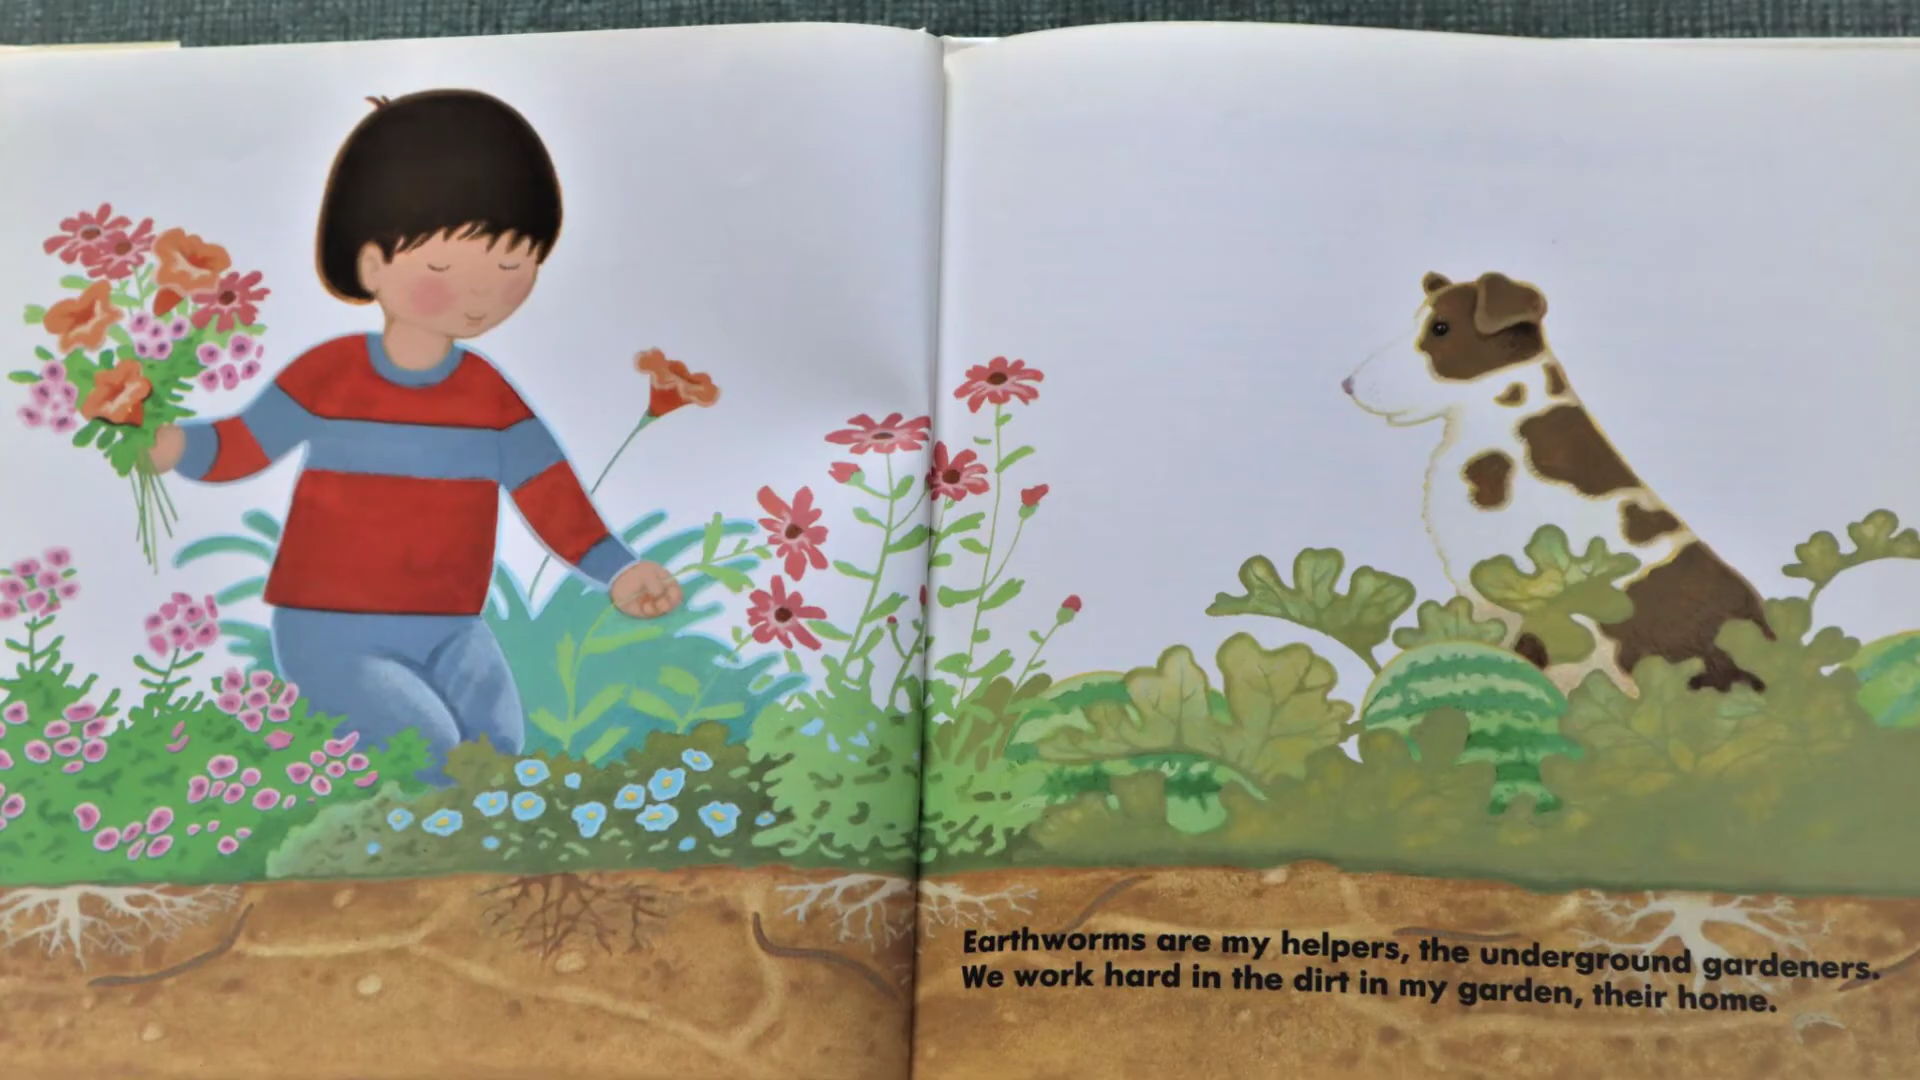 Earthworms are my helpers, the underground gardeners.
We work hard in the dirt in my garden, their home.